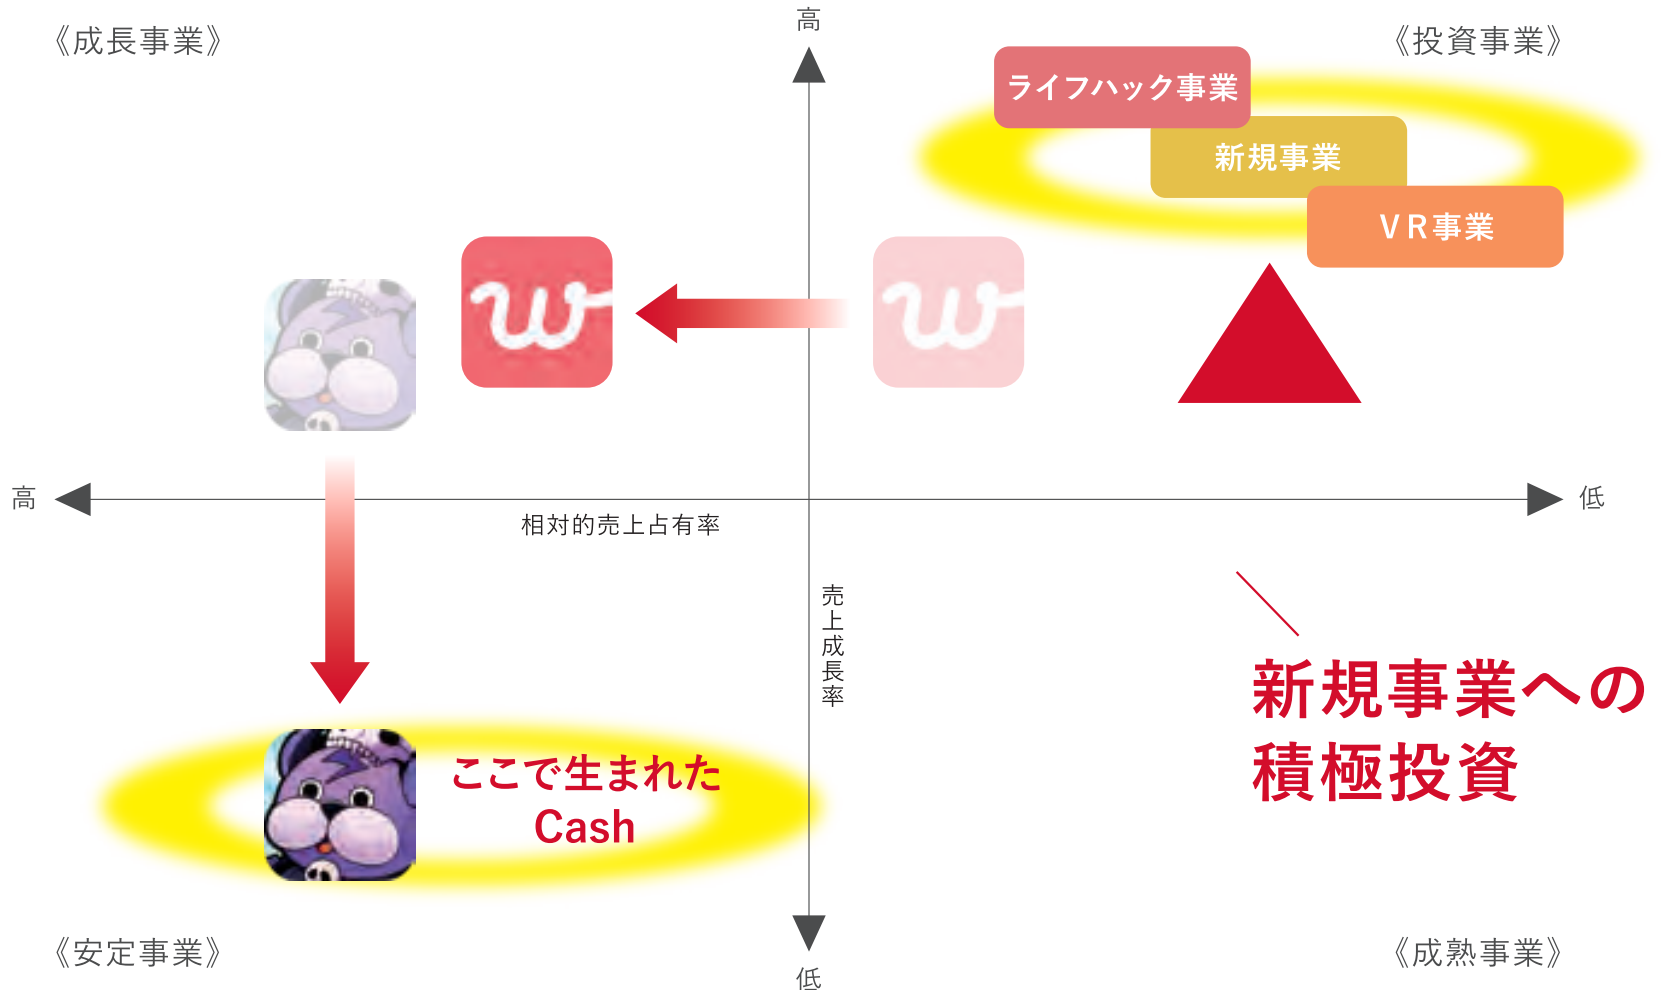 高
《成長事業》
《投資事業》
ライフハック事業
新規事業
VR事業
w
w
高
低
相対的売上占有率
売上成長率
新規事業への
積極投資
ここで生まれた
Cash
《安定事業》
《成熟事業》
低